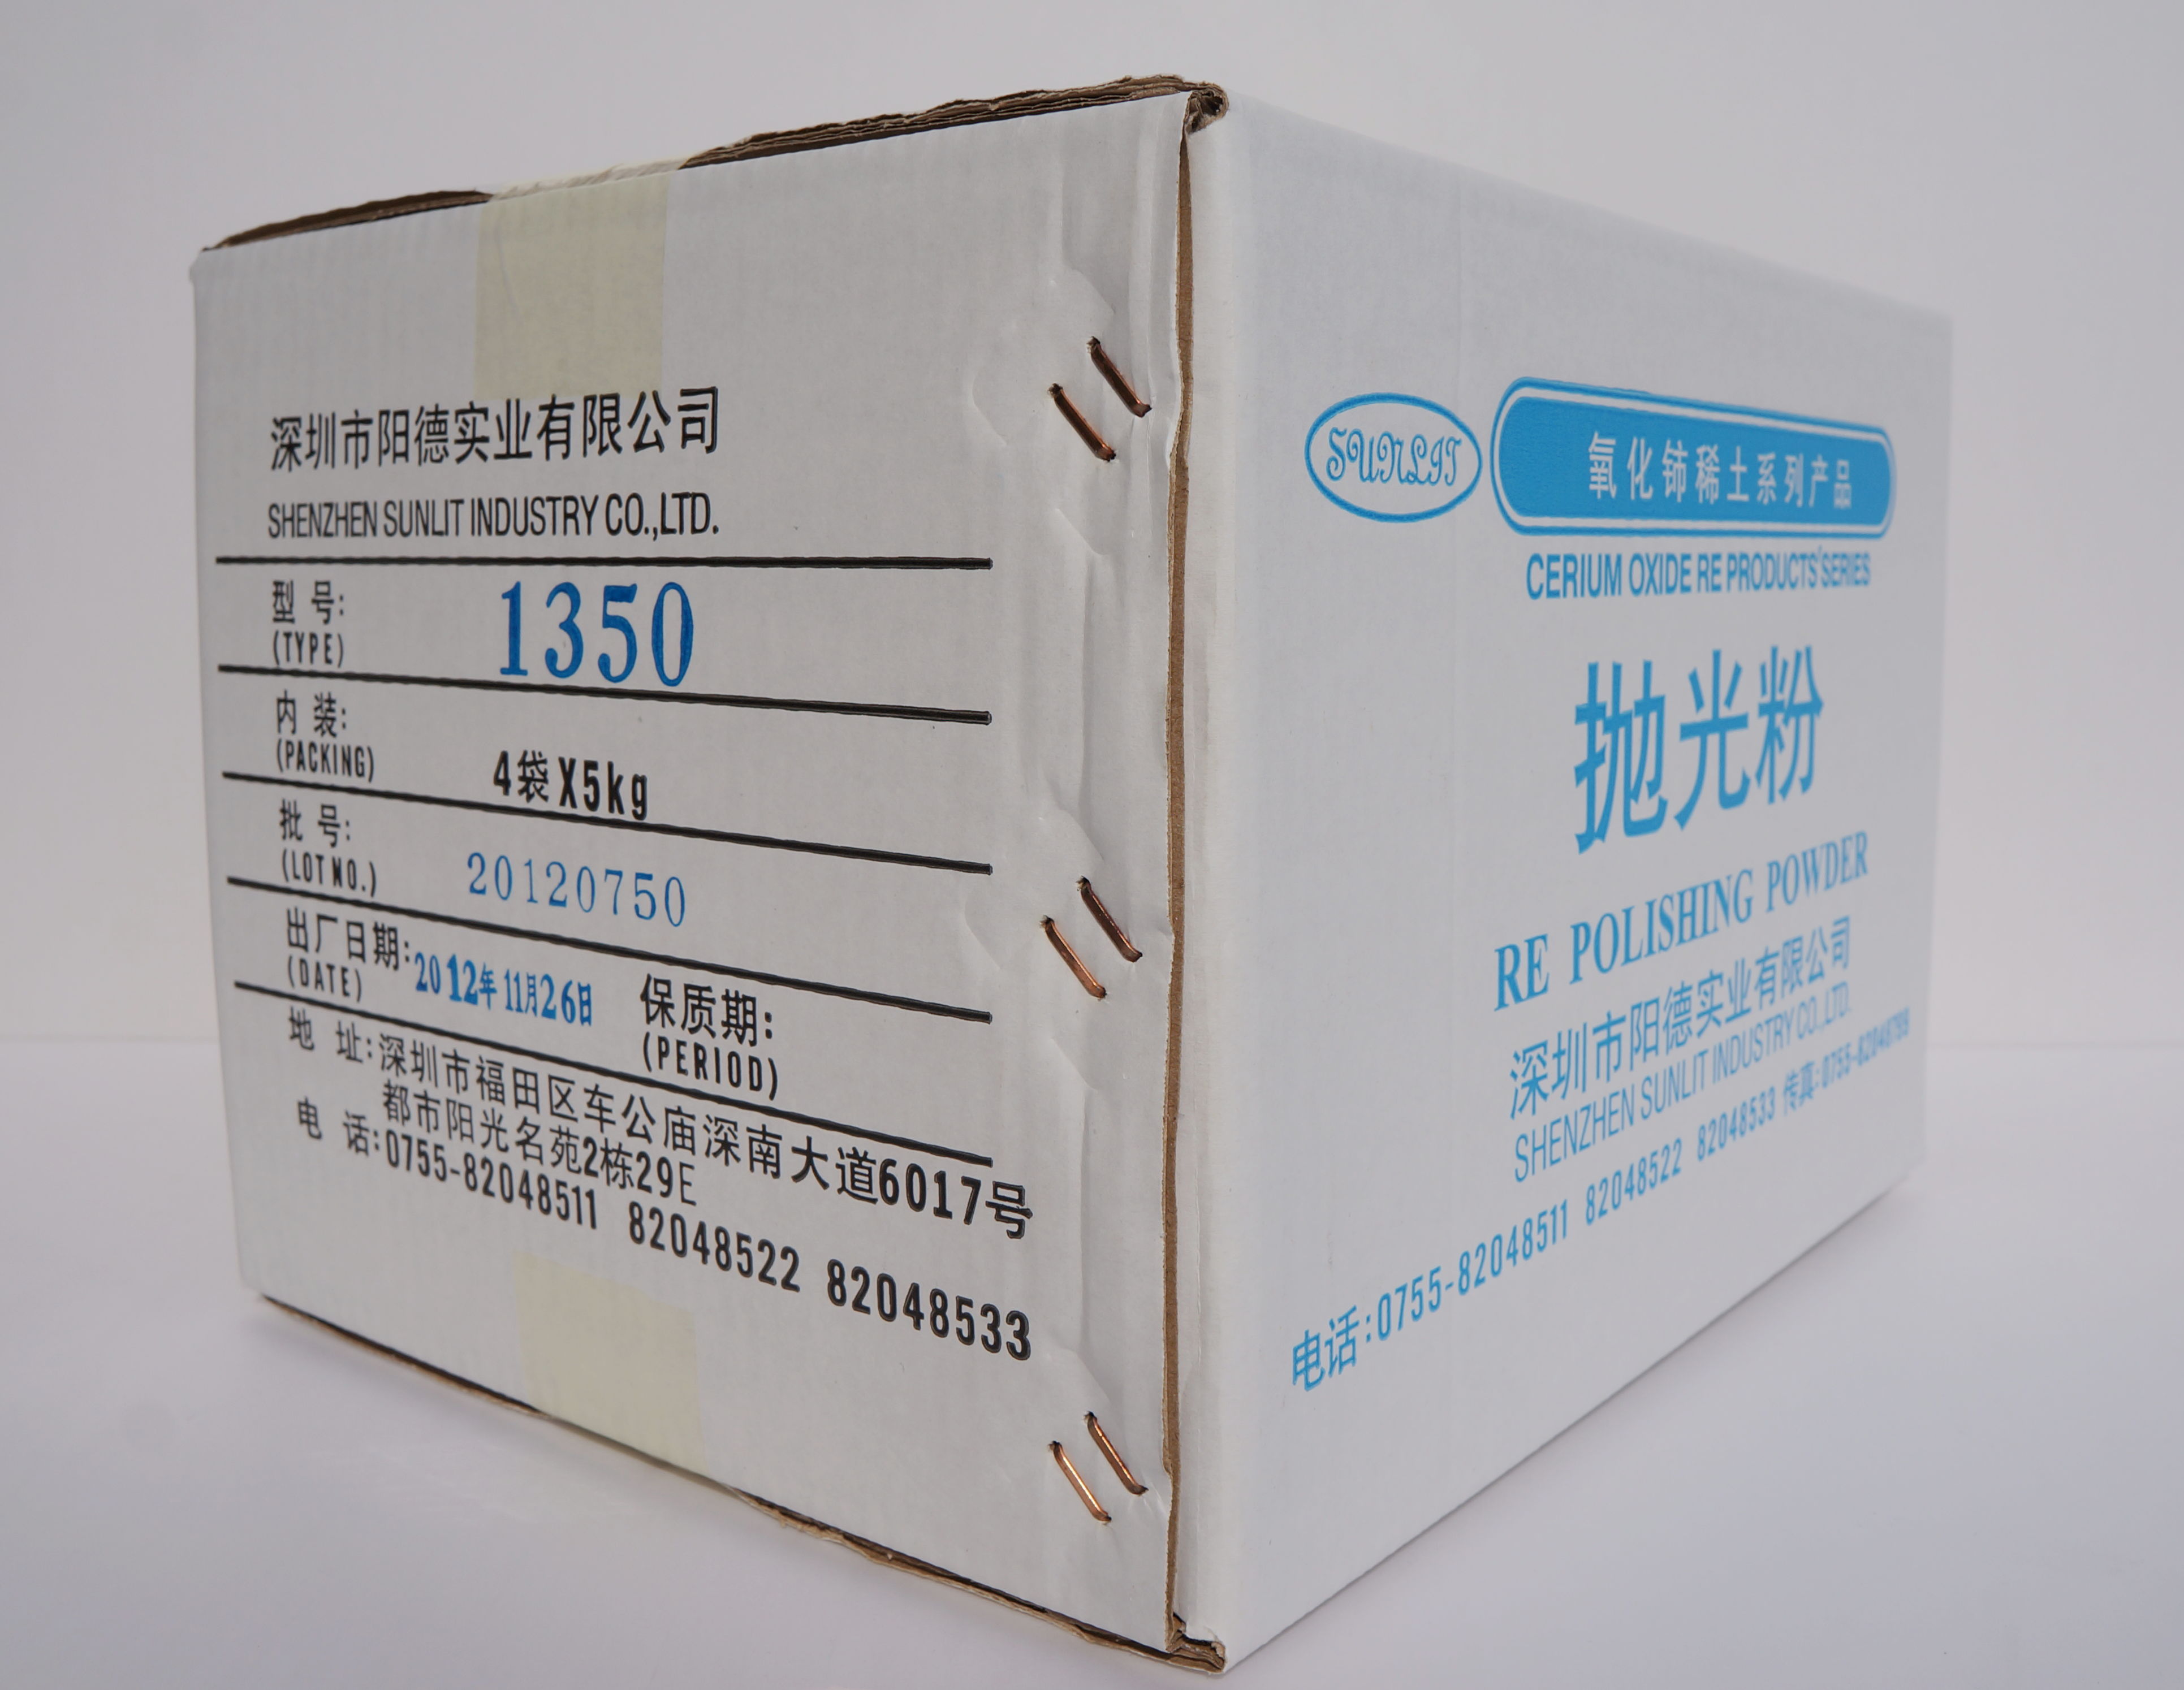 深圳市阳德实业有限公司
SHENZHEN SUNLIT INDUSTRY CO.,LTD.
型 号: 1350
(TYPE)
内 装:
(PACKING) 4袋X5kg
批 号:
(LOT NO.) 20120750
出厂日期: 2012年 11月26日 保质期:
(DATE) (PERIOD)
地 址: 深圳市福田区车公庙深南大道6017号
都市阳光名苑2栋29E
电 话: 0755-82048511 82048522 82048533
SUNLIT
氧化铈稀土系列产品
CERIUM OXIDE RE PRODUCTS'SERIES
抛光粉
RE POLISHING POWDER
深圳市阳德实业有限公司
SHENZHEN SUNLIT INDUSTRY CO.,LTD.
电话:0755-82048511 82048522 82048533 传真:0755-